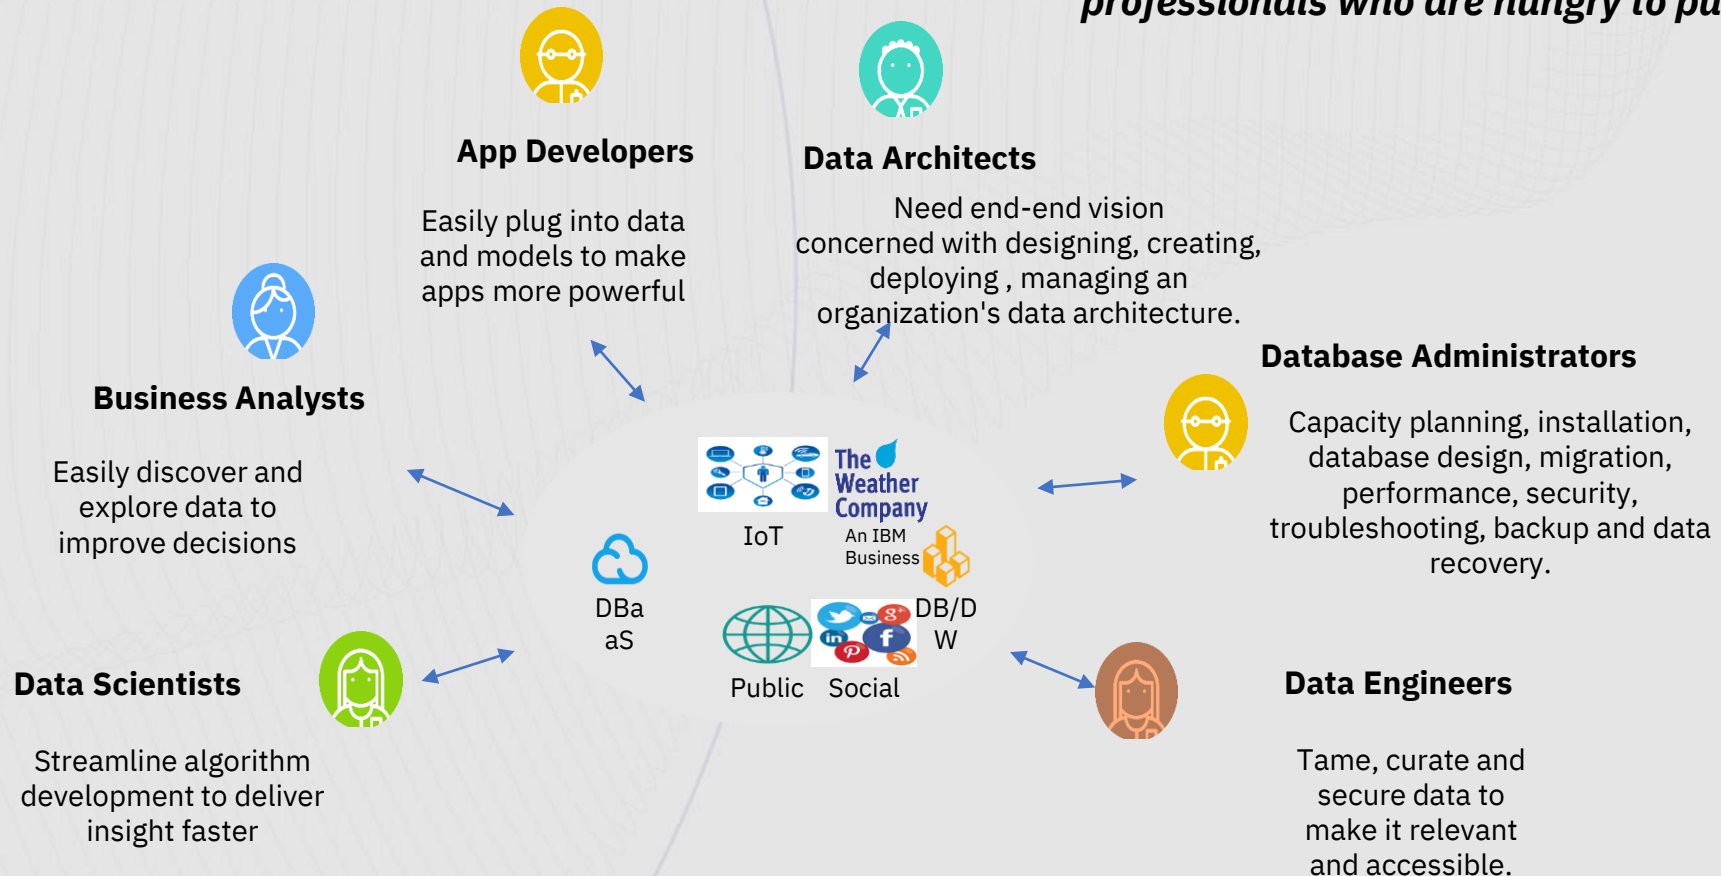 professionals who are hungry to pu
App Developers
Easily plug into data
and models to make
apps more powerful
Data Architects
Need end-end vision
concerned with designing, creating,
deploying , managing an
organization's data architecture.
Database Administrators
Capacity planning, installation,
database design, migration,
performance, security,
troubleshooting, backup and data
recovery.
Business Analysts
Easily discover and
explore data to
improve decisions
The
Weather
Company
An IBM
Business
IoT
DBa
aS
DB/D
W
g+
in
f
Public
Social
Data Scientists
Streamline algorithm
development to deliver
insight faster
Data Engineers
Tame, curate and
secure data to
make it relevant
and accessible.